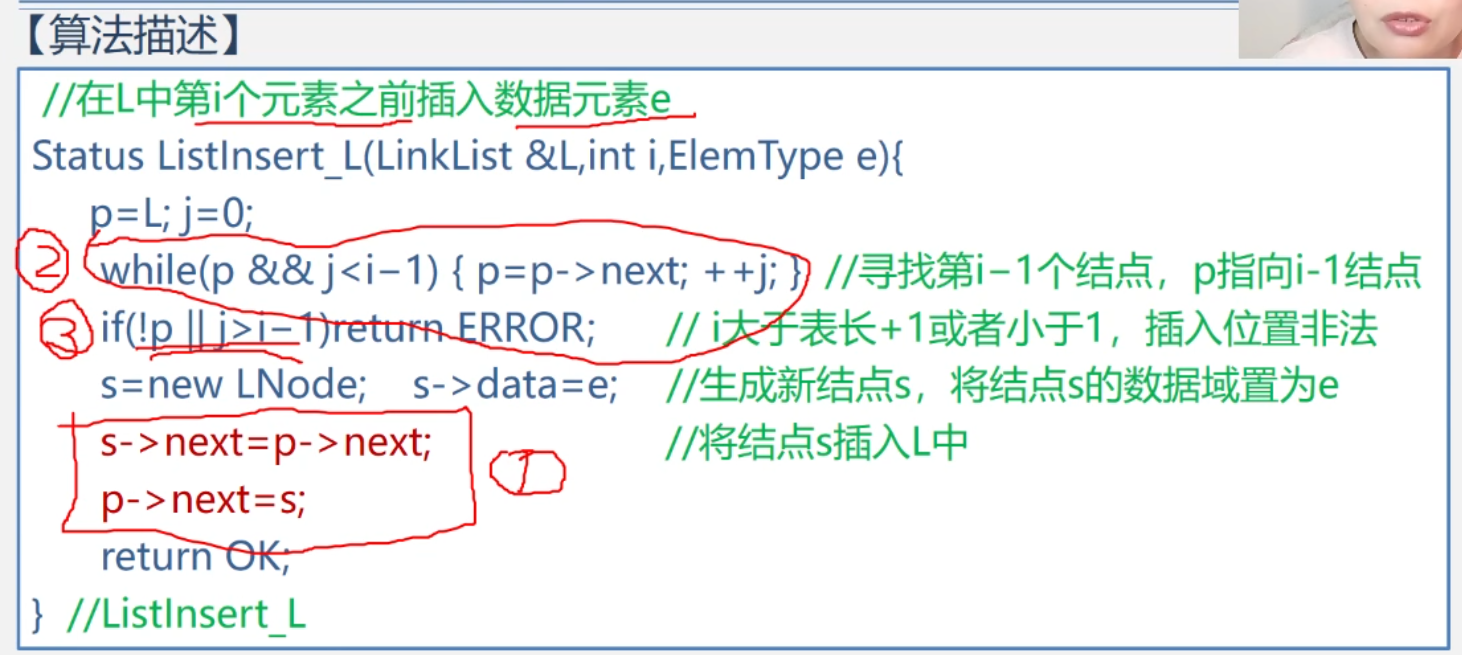 【算法描述】
//在L中第i个元素之前插入数据元素e
Status ListInsert_L(LinkList &L,int i,ElemType e){
p=L; j=0;
② while(p && j<i−1) { p=p->next; ++j; } //寻找第i−1个结点，p指向i-1结点
③ if(!p || j>i−1)return ERROR; // i大于表长+1或者小于1，插入位置非法
s=new LNode; s->data=e; //生成新结点s，将结点s的数据域置为e
s->next=p->next; //将结点s插入L中
① p->next=s;
return OK;
} //ListInsert_L